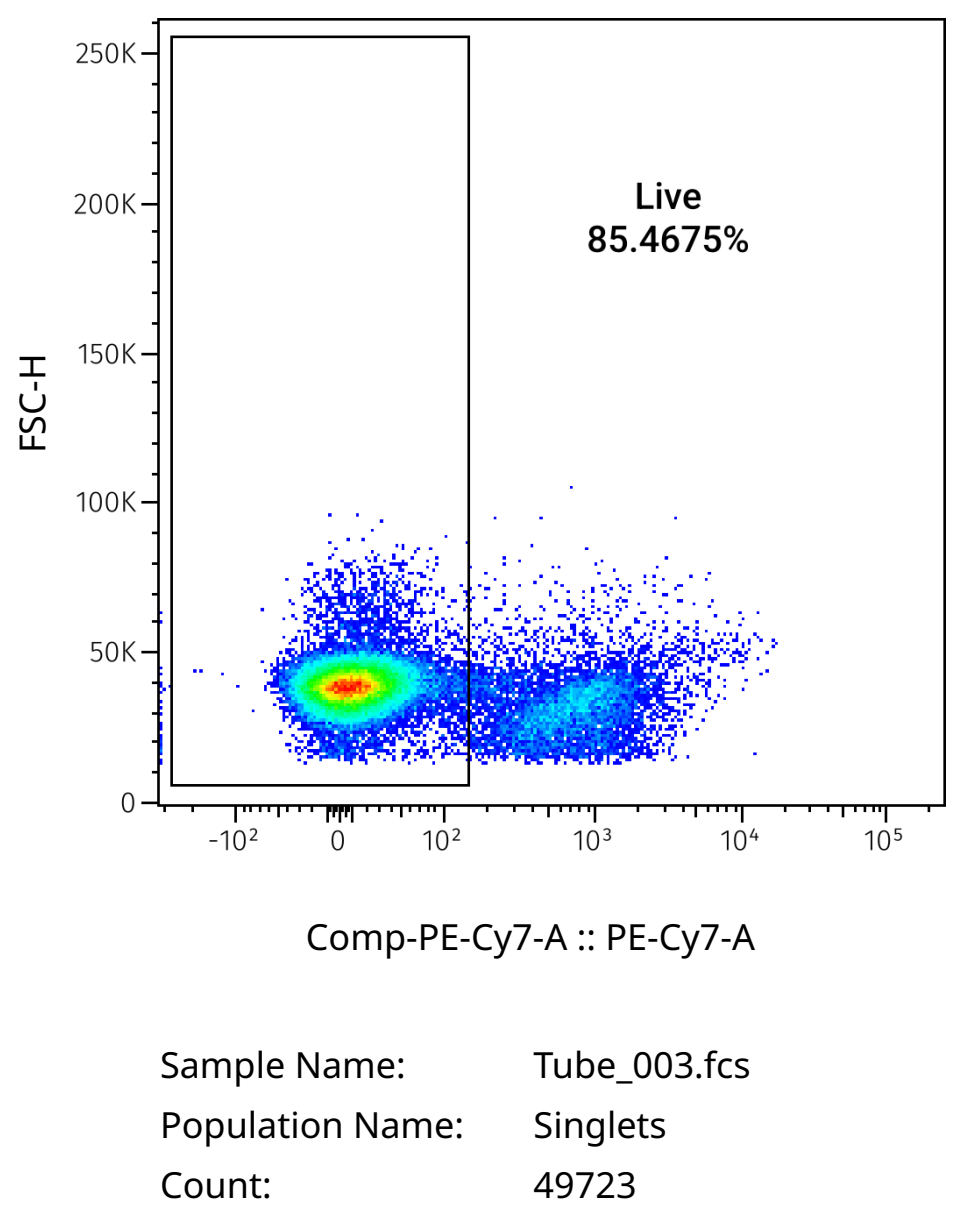 250K
200K
150K
100K
50K
0
FSC-H
Live
85.4675%
-10² 0 10² 10³ 10⁴ 10⁵
Comp-PE-Cy7-A :: PE-Cy7-A
Sample Name: Tube_003.fcs
Population Name: Singlets
Count: 49723